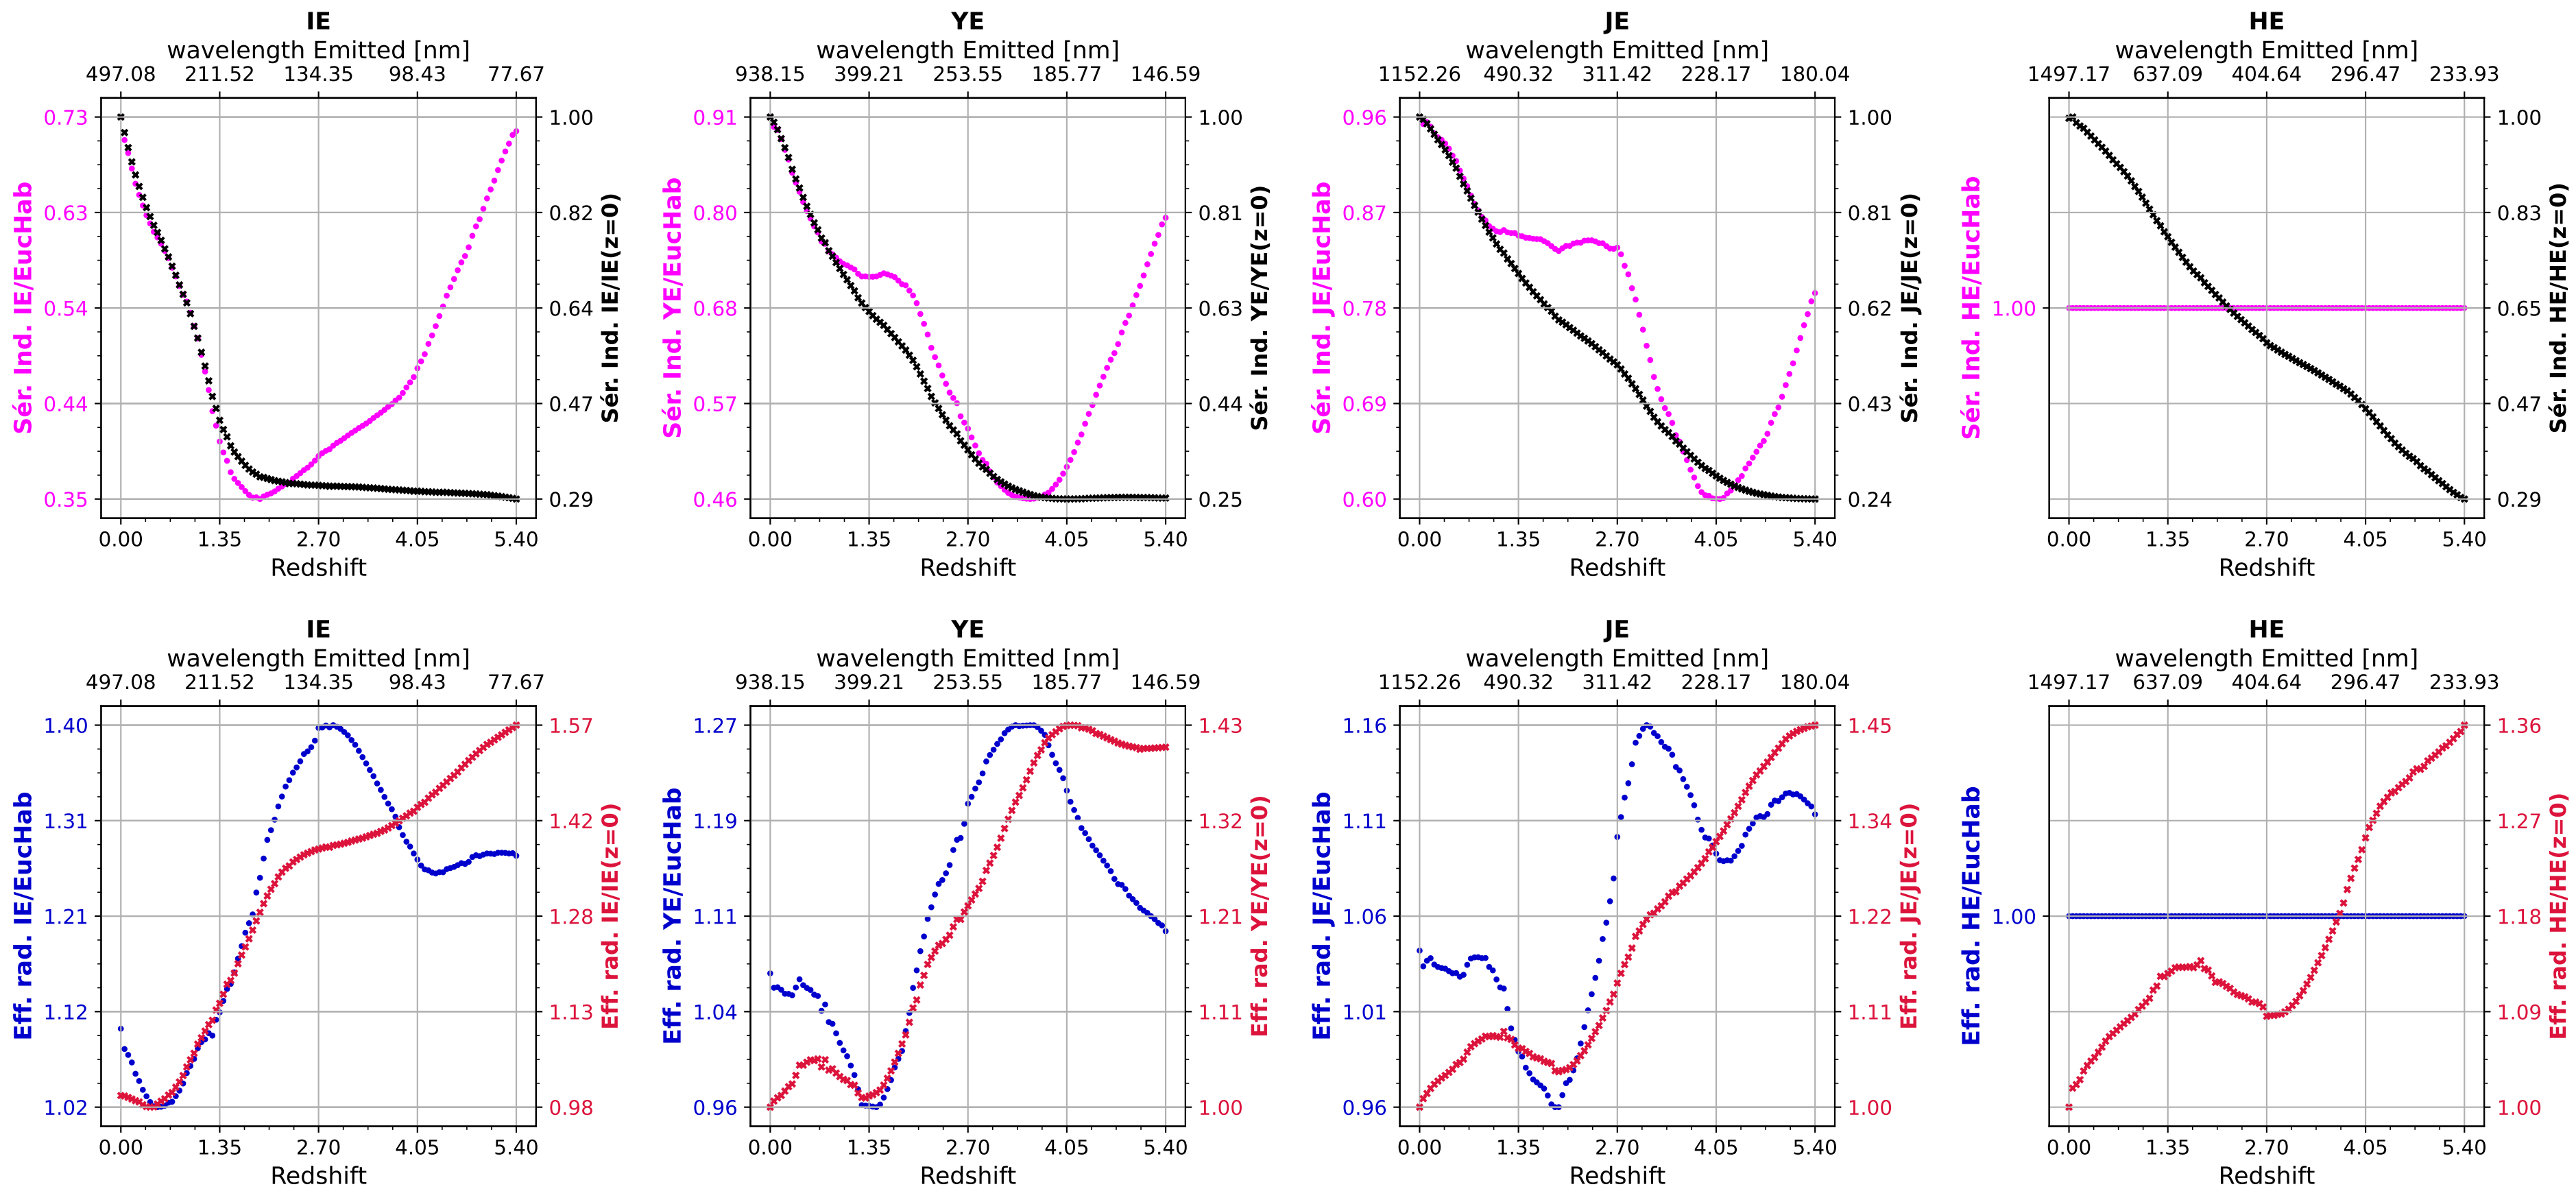 IE
wavelength Emitted [nm]
497.08 211.52 134.35 98.43 77.67
Sér. Ind. IE/EucHab
0.73
0.63
0.54
0.44
0.35
1.00
0.82
0.64
0.47
0.29
Sér. Ind. IE/IE(z=0)
0.00 1.35 2.70 4.05 5.40
Redshift
YE
wavelength Emitted [nm]
938.15 399.21 253.55 185.77 146.59
Sér. Ind. YE/EucHab
0.91
0.80
0.68
0.57
0.46
1.00
0.81
0.63
0.44
0.25
Sér. Ind. YE/YE(z=0)
0.00 1.35 2.70 4.05 5.40
Redshift
JE
wavelength Emitted [nm]
1152.26 490.32 311.42 228.17 180.04
Sér. Ind. JE/EucHab
0.96
0.87
0.78
0.69
0.60
1.00
0.81
0.62
0.43
0.24
Sér. Ind. JE/JE(z=0)
0.00 1.35 2.70 4.05 5.40
Redshift
HE
wavelength Emitted [nm]
1497.17 637.09 404.64 296.47 233.93
Sér. Ind. HE/EucHab
1.00
1.00
0.83
0.65
0.47
0.29
Sér. Ind. HE/HE(z=0)
0.00 1.35 2.70 4.05 5.40
Redshift
IE
wavelength Emitted [nm]
497.08 211.52 134.35 98.43 77.67
Eff. rad. IE/EucHab
1.40
1.31
1.21
1.12
1.02
1.57
1.42
1.28
1.13
0.98
Eff. rad. IE/IE(z=0)
0.00 1.35 2.70 4.05 5.40
Redshift
YE
wavelength Emitted [nm]
938.15 399.21 253.55 185.77 146.59
Eff. rad. YE/EucHab
1.27
1.19
1.11
1.04
0.96
1.43
1.32
1.21
1.11
1.00
Eff. rad. YE/YE(z=0)
0.00 1.35 2.70 4.05 5.40
Redshift
JE
wavelength Emitted [nm]
1152.26 490.32 311.42 228.17 180.04
Eff. rad. JE/EucHab
1.16
1.11
1.06
1.01
0.96
1.45
1.34
1.22
1.11
1.00
Eff. rad. JE/JE(z=0)
0.00 1.35 2.70 4.05 5.40
Redshift
HE
wavelength Emitted [nm]
1497.17 637.09 404.64 296.47 233.93
Eff. rad. HE/EucHab
1.00
1.36
1.27
1.18
1.09
1.00
Eff. rad. HE/HE(z=0)
0.00 1.35 2.70 4.05 5.40
Redshift